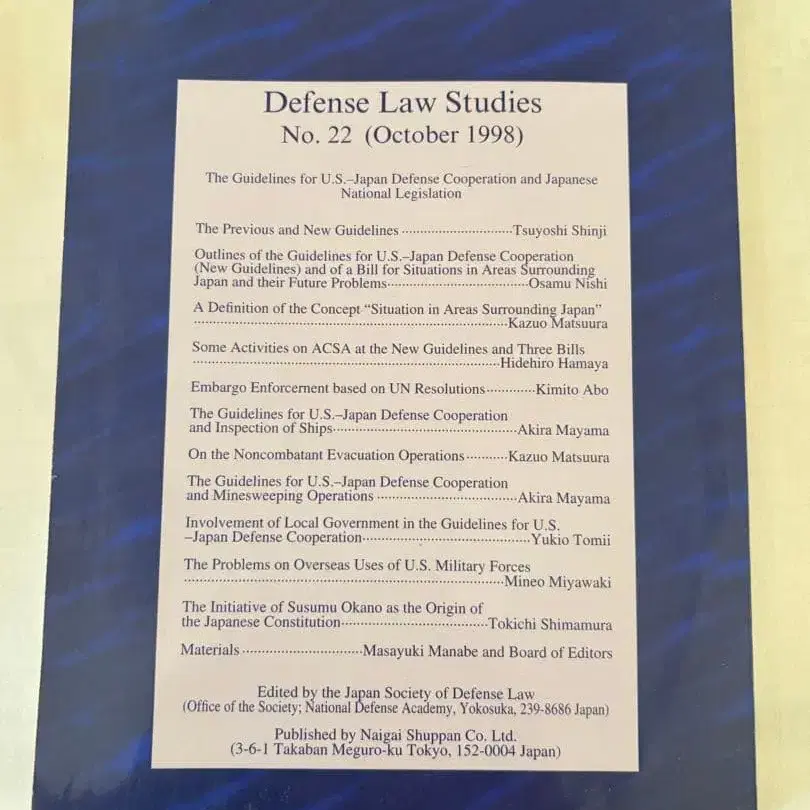 Defense Law Studies
No. 22 (October 1998)
The Guidelines for U.S.–Japan Defense Cooperation and Japanese
National Legislation
The Previous and New Guidelines ............................Tsuyoshi Shinji
Outlines of the Guidelines for U.S.–Japan Defense Cooperation
(New Guidelines) and of a Bill for Situations in Areas Surrounding
Japan and their Future Problems....................................Osamu Nishi
A Definition of the Concept “Situation in Areas Surrounding Japan”
................................................................................Kazuo Matsuura
Some Activities on ACSA at the New Guidelines and Three Bills
..............................................................................Hidehiro Hamaya
Embargo Enforcement based on UN Resolutions............Kimito Abo
The Guidelines for U.S.–Japan Defense Cooperation
and Inspection of Ships..............................................Akira Mayama
On the Noncombatant Evacuation Operations..........Kazuo Matsuura
The Guidelines for U.S.–Japan Defense Cooperation
and Minesweeping Operations ...................................Akira Mayama
Involvement of Local Government in the Guidelines for U.S.
–Japan Defense Cooperation..........................................Yukio Tomii
The Problems on Overseas Uses of U.S. Military Forces
................................................................................Mineo Miyawaki
The Initiative of Susumu Okano as the Origin of
the Japanese Constitution.....................................Tokichi Shimamura
Materials ..............................Masayuki Manabe and Board of Editors
Edited by the Japan Society of Defense Law
(Office of the Society; National Defense Academy, Yokosuka, 239-8686 Japan)
Published by Naigai Shuppan Co. Ltd.
(3-6-1 Takaban Meguro-ku Tokyo, 152-0004 Japan)